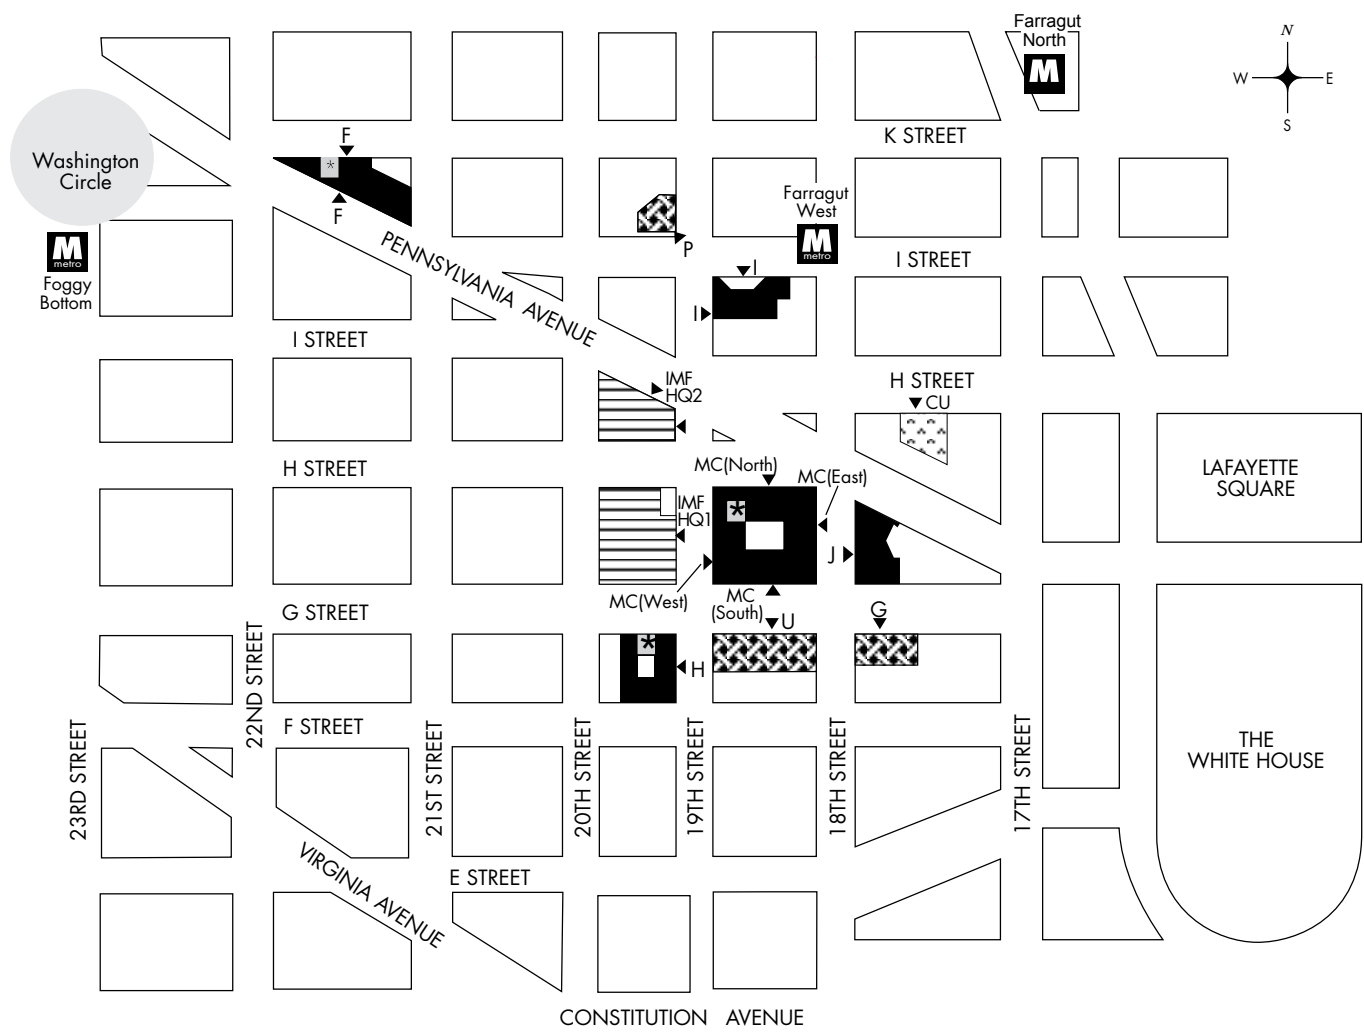 Farragut
North
M
N
W
E
S
K STREET
F
*
F
Washington
Circle
Farragut
West
M
metro
P
M
metro
Foggy
Bottom
PENNSYLVANIA AVENUE
I STREET
I
I
I STREET
IMF
HQ2
H STREET
CU
H STREET
MC(North)
MC(East)
LAFAYETTE
SQUARE
IMF
HQ1
*
J
MC(West)
MC
(South)
G STREET
U
G
*
H
22ND STREET
F STREET
23RD STREET
21ST STREET
20TH STREET
19TH STREET
18TH STREET
17TH STREET
THE
WHITE HOUSE
VIRGINIA AVENUE
E STREET
CONSTITUTION AVENUE